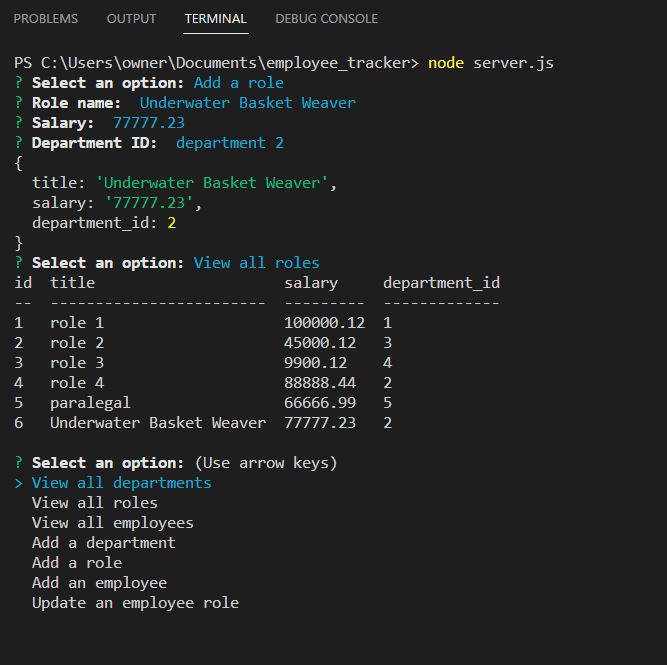 PROBLEMS OUTPUT TERMINAL DEBUG CONSOLE
PS C:\Users\owner\Documents\employee_tracker> node server.js
? Select an option: Add a role
? Role name:  Underwater Basket Weaver
? Salary:  77777.23
? Department ID:  department 2
{
  title: 'Underwater Basket Weaver',
  salary: '77777.23',
  department_id: 2
}
? Select an option: View all roles
id  title                     salary     department_id
--  ------------------------  ---------  -------------
1   role 1                    100000.12  1
2   role 2                    45000.12   3
3   role 3                    9900.12    4
4   role 4                    88888.44   2
5   paralegal                 66666.99   5
6   Underwater Basket Weaver  77777.23   2
? Select an option: (Use arrow keys)
> View all departments
  View all roles
  View all employees
  Add a department
  Add a role
  Add an employee
  Update an employee role